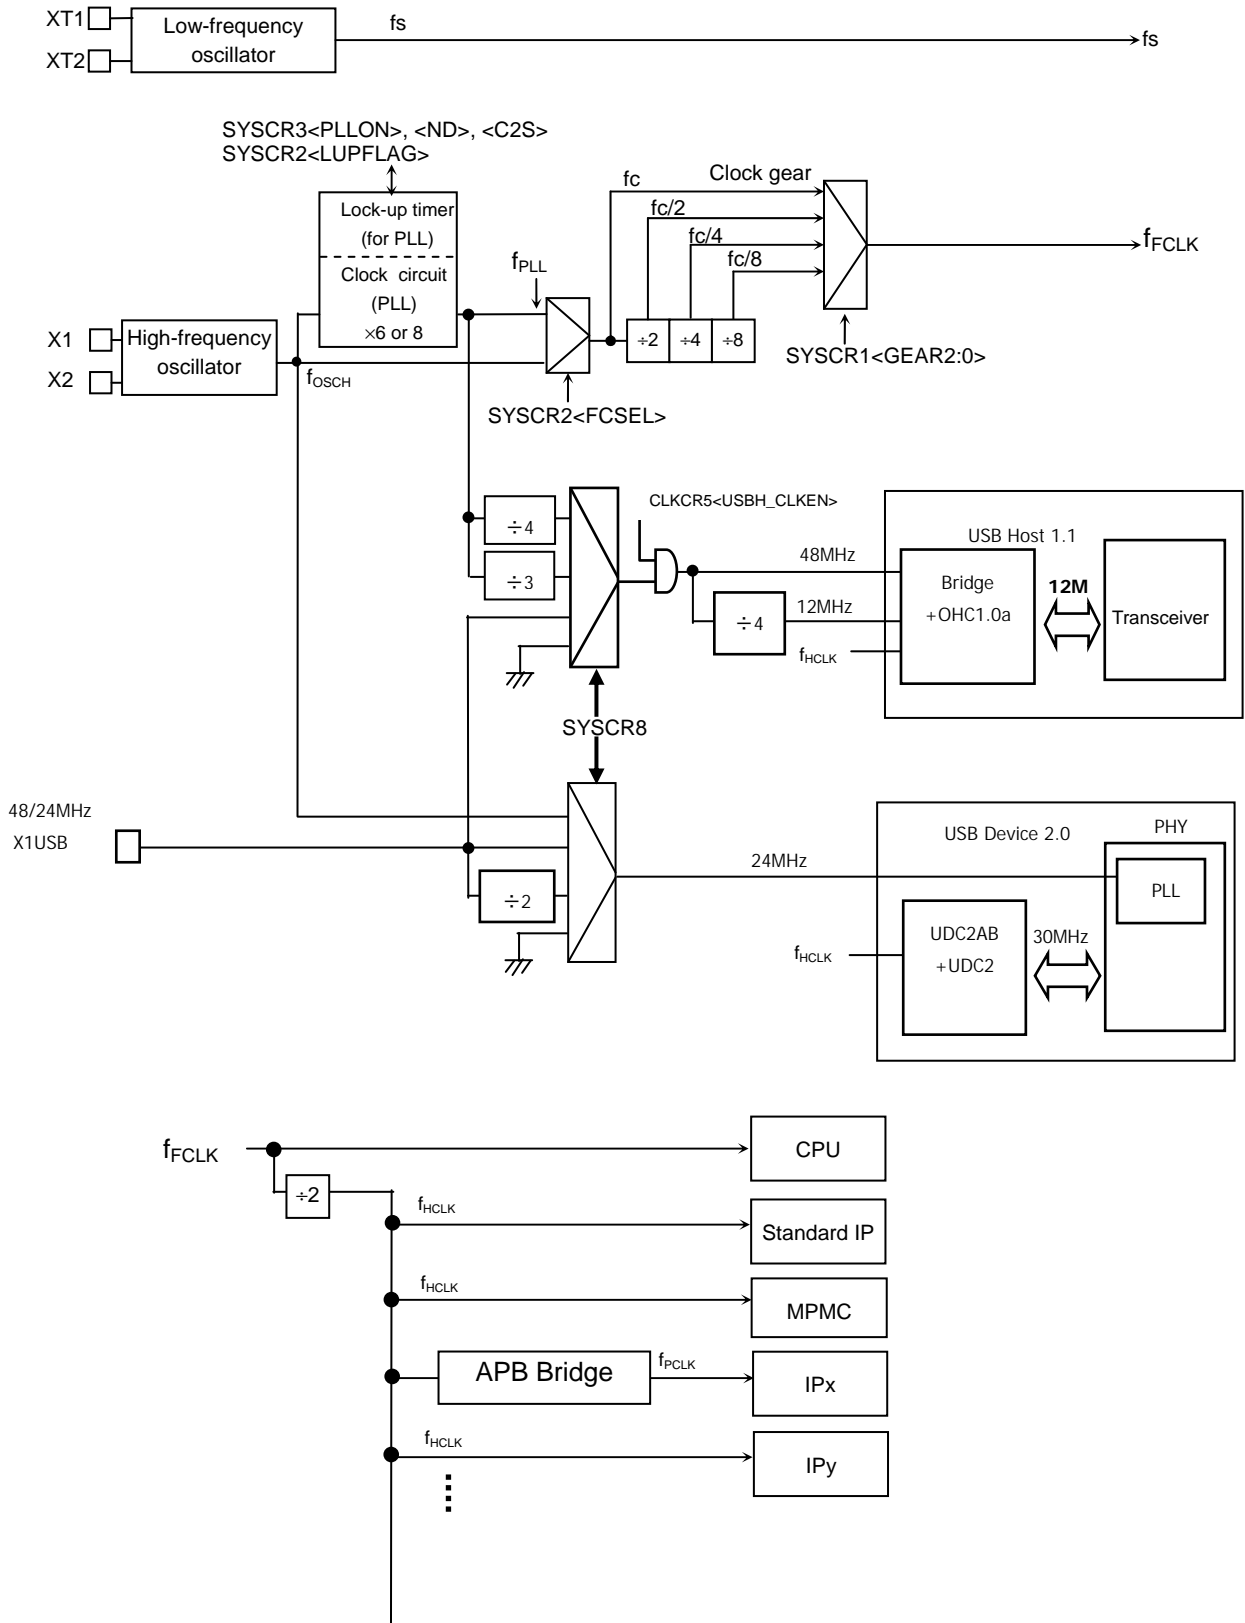 XT1
XT2
Low-frequency
oscillator
fs
fs
SYSCR3<PLLON>, <ND>, <C2S>
SYSCR2<LUPFLAG>
Lock-up timer
(for PLL)
Clock circuit
(PLL)
×6 or 8
fPLL
fc
Clock gear
fc/2
fc/4
fc/8
fFCLK
X1
X2
High-frequency
oscillator
fOSCH
÷2
÷4
÷8
SYSCR1<GEAR2:0>
SYSCR2<FCSEL>
÷4
÷3
CLKCR5<USBH_CLKEN>
48MHz
12MHz
÷4
fHCLK
USB Host 1.1
Bridge
+OHC1.0a
12M
Transceiver
SYSCR8
48/24MHz
X1USB
÷2
24MHz
USB Device 2.0
PHY
PLL
fHCLK
UDC2AB
+UDC2
30MHz
fFCLK
÷2
CPU
fHCLK
Standard IP
fHCLK
MPMC
APB Bridge
fPCLK
IPx
fHCLK
IPy